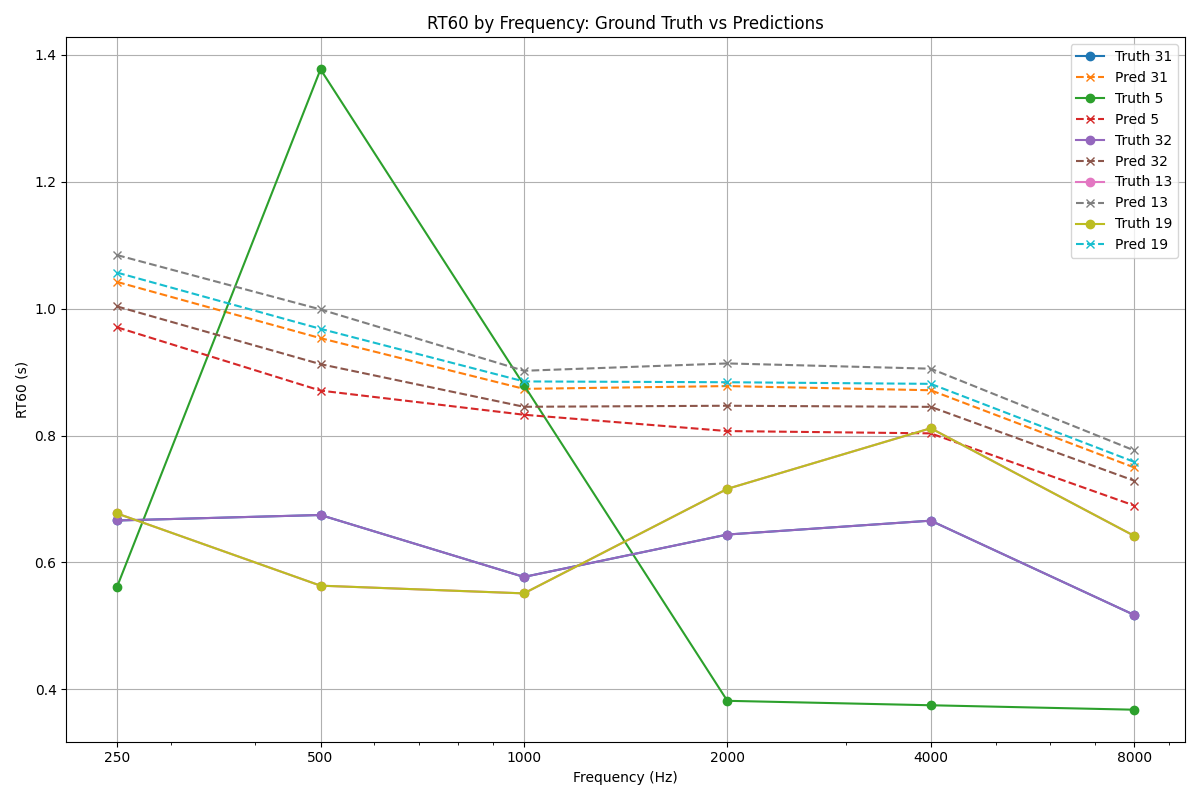 RT60 by Frequency: Ground Truth vs Predictions
Truth 31
Pred 31
Truth 5
Pred 5
Truth 32
Pred 32
Truth 13
Pred 13
Truth 19
Pred 19
RT60 (s)
1.4
1.2
1.0
0.8
0.6
0.4
250
500
1000
2000
4000
8000
Frequency (Hz)